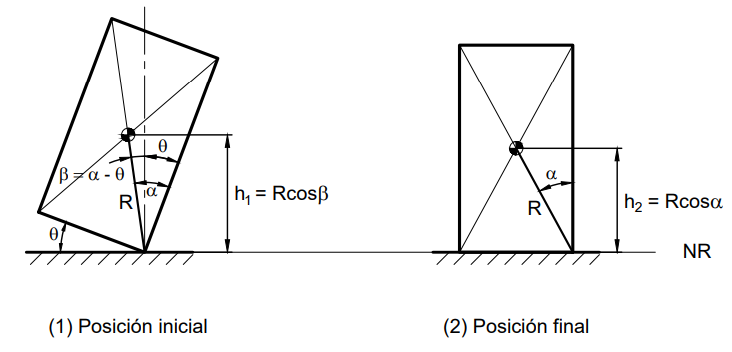 θ
β = α - θ
α
R
h₁ = Rcosβ
θ
(1) Posición inicial
α
R
h₂ = Rcosα
NR
(2) Posición final